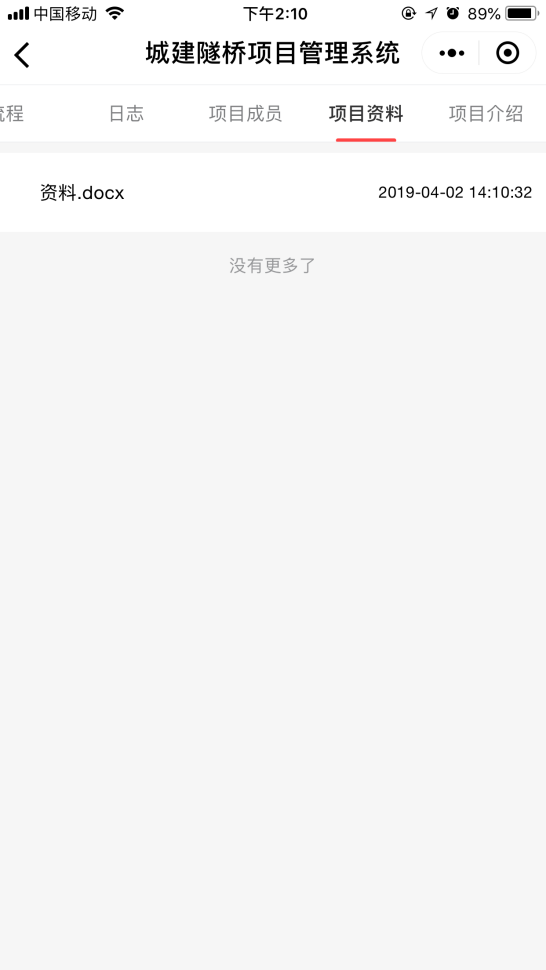 中国移动 下午2:10 89%
城建隧桥项目管理系统
流程 日志 项目成员 项目资料 项目介绍
资料.docx 2019-04-02 14:10:32
没有更多了